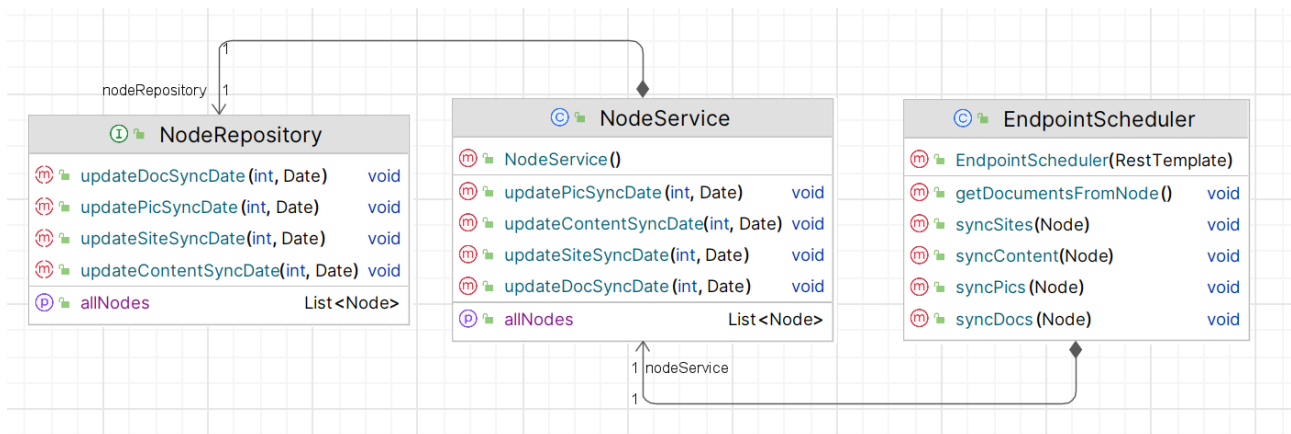 1
nodeRepository 1
NodeRepository
updateDocSyncDate(int, Date) void
updatePicSyncDate(int, Date) void
updateSiteSyncDate(int, Date) void
updateContentSyncDate(int, Date) void
allNodes List<Node>
NodeService
NodeService()
updatePicSyncDate(int, Date) void
updateContentSyncDate(int, Date) void
updateSiteSyncDate(int, Date) void
updateDocSyncDate(int, Date) void
allNodes List<Node>
EndpointScheduler
EndpointScheduler(RestTemplate)
getDocumentsFromNode() void
syncSites(Node) void
syncContent(Node) void
syncPics(Node) void
syncDocs(Node) void
1 nodeService
1